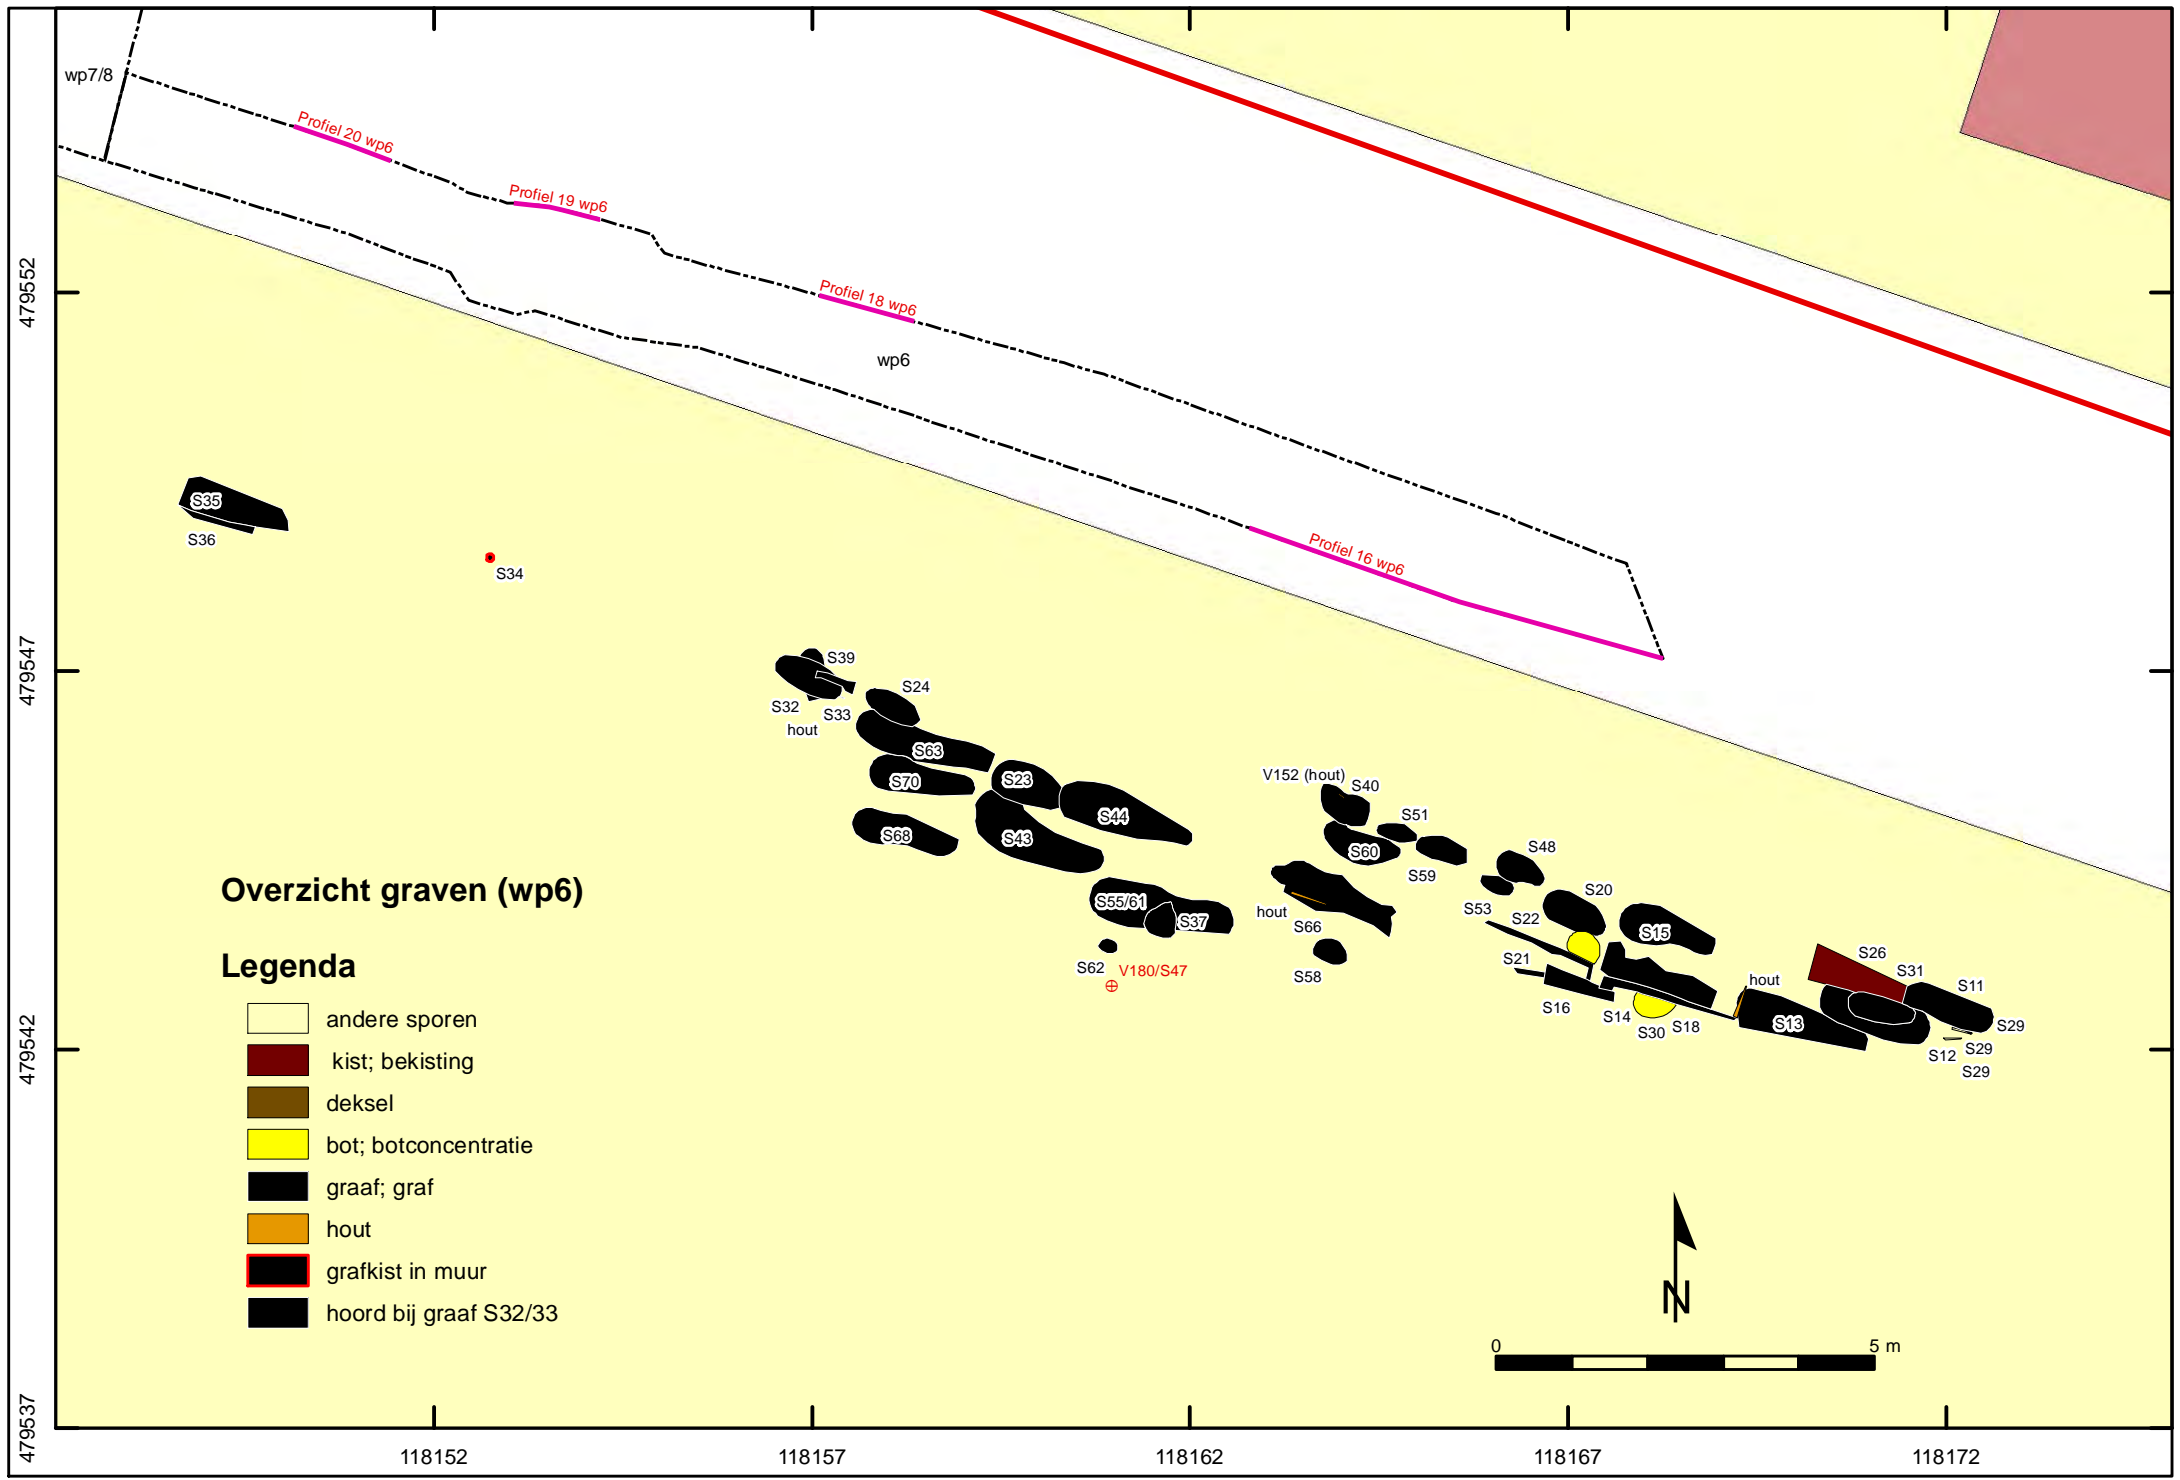 wp7/8
Profiel 20 wp6
Profiel 19 wp6
Profiel 18 wp6
wp6
Profiel 16 wp6
479552
479547
479542
479537
S35
S36
S34
S39
S24
S32
S33
hout
S63
S70
S23
S44
S68
S43
V152 (hout)
S40
S51
S60
S59
S48
S55/61
S37
hout
S66
S53
S22
S20
S15
S62
V180/S47
S58
S21
S16
S14
S30
S18
hout
S13
S26
S31
S11
S29
S12
S29
S29
Overzicht graven (wp6)
Legenda
andere sporen
kist; bekisting
deksel
bot; botconcentratie
graaf; graf
hout
grafkist in muur
hoord bij graaf S32/33
N
0
5 m
118152
118157
118162
118167
118172